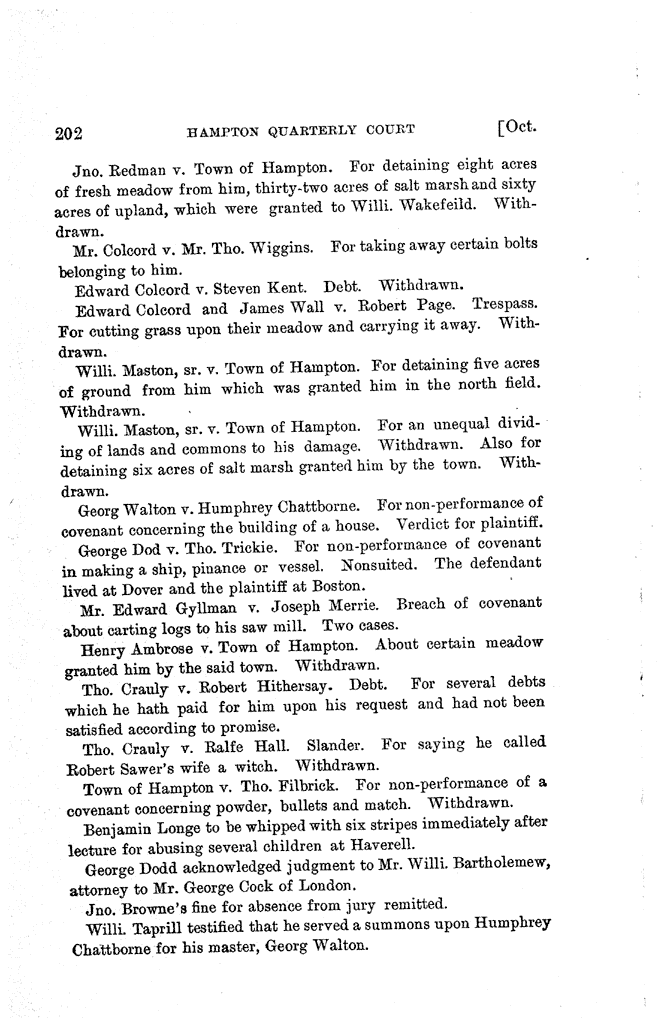 202 HAMPTON QUARTERLY COURT [Oct.
Jno. Redman v. Town of Hampton. For detaining eight acres
of fresh meadow from him, thirty-two acres of salt marsh and sixty
acres of upland, which were granted to Willi. Wakefeild. With-
drawn.
Mr. Colcord v. Mr. Tho. Wiggins. For taking away certain bolts
belonging to him.
Edward Colcord v. Steven Kent. Debt. Withdrawn.
Edward Colcord and James Wall v. Robert Page. Trespass.
For cutting grass upon their meadow and carrying it away. With-
drawn.
Willi. Maston, sr. v. Town of Hampton. For detaining five acres
of ground from him which was granted him in the north field.
Withdrawn.
Willi. Maston, sr. v. Town of Hampton. For an unequal divid-
ing of lands and commons to his damage. Withdrawn. Also for
detaining six acres of salt marsh granted him by the town. With-
drawn.
Georg Walton v. Humphrey Chattborne. For non-performance of
covenant concerning the building of a house. Verdict for plaintiff.
George Dod v. Tho. Trickie. For non-performance of covenant
in making a ship, pinance or vessel. Nonsuited. The defendant
lived at Dover and the plaintiff at Boston.
Mr. Edward Gyllman v. Joseph Merrie. Breach of covenant
about carting logs to his saw mill. Two cases.
Henry Ambrose v. Town of Hampton. About certain meadow
granted him by the said town. Withdrawn.
Tho. Crauly v. Robert Hithersay. Debt. For several debts
which he hath paid for him upon his request and had not been
satisfied according to promise.
Tho. Crauly v. Ralfe Hall. Slander. For saying he called
Robert Sawer's wife a witch. Withdrawn.
Town of Hampton v. Tho. Filbrick. For non-performance of a
covenant concerning powder, bullets and match. Withdrawn.
Benjamin Longe to be whipped with six stripes immediately after
lecture for abusing several children at Haverell.
George Dodd acknowledged judgment to Mr. Willi. Bartholemew,
attorney to Mr. George Cock of London.
Jno. Browne's fine for absence from jury remitted.
Willi. Taprill testified that he served a summons upon Humphrey
Chattborne for his master, Georg Walton.